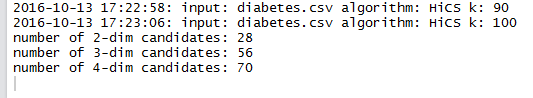 2016-10-13 17:22:58: input: diabetes.csv algorithm: HiCS k: 90
2016-10-13 17:23:06: input: diabetes.csv algorithm: HiCS k: 100
number of 2-dim candidates: 28
number of 3-dim candidates: 56
number of 4-dim candidates: 70